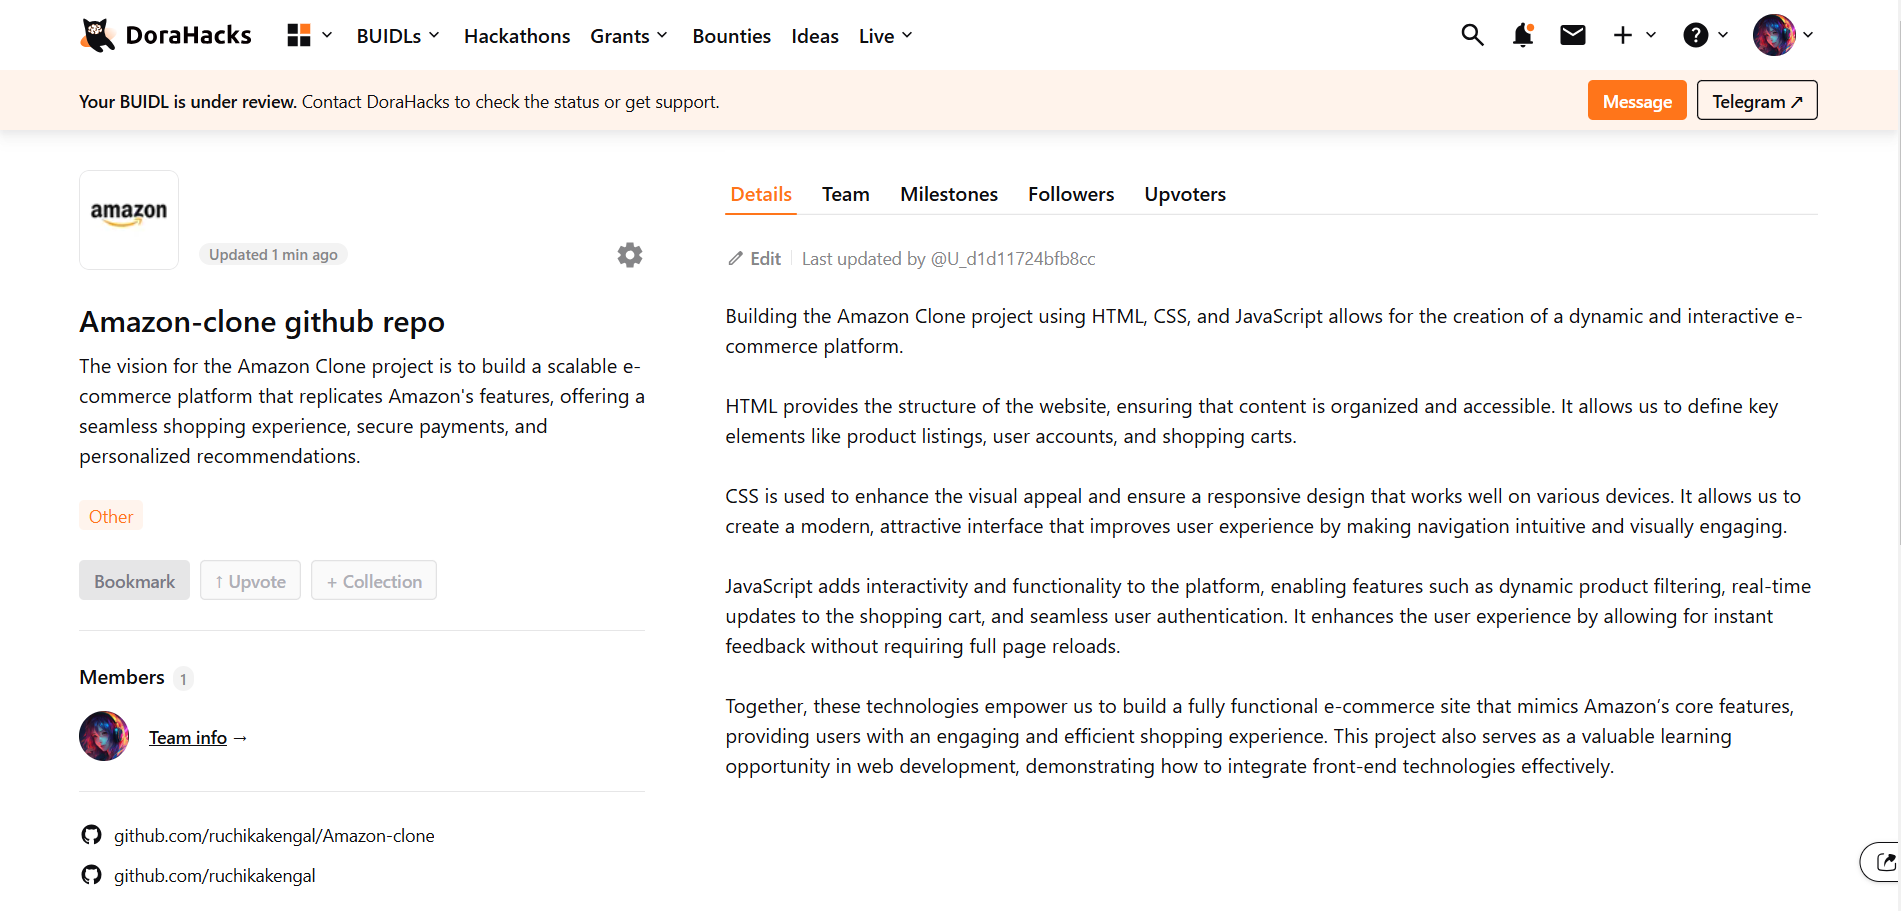 DoraHacks
BUIDLs
Hackathons
Grants
Bounties
Ideas
Live
?
Your BUIDL is under review. Contact DoraHacks to check the status or get support.
Message
Telegram ↗
amazon
Updated 1 min ago
Amazon-clone github repo
The vision for the Amazon Clone project is to build a scalable e-
commerce platform that replicates Amazon's features, offering a
seamless shopping experience, secure payments, and
personalized recommendations.
Other
Bookmark
↑ Upvote
+ Collection
Members 1
Team info →
github.com/ruchikakengal/Amazon-clone
github.com/ruchikakengal
Details
Team
Milestones
Followers
Upvoters
Edit
Last updated by @U_d1d11724bfb8cc
Building the Amazon Clone project using HTML, CSS, and JavaScript allows for the creation of a dynamic and interactive e-
commerce platform.
HTML provides the structure of the website, ensuring that content is organized and accessible. It allows us to define key
elements like product listings, user accounts, and shopping carts.
CSS is used to enhance the visual appeal and ensure a responsive design that works well on various devices. It allows us to
create a modern, attractive interface that improves user experience by making navigation intuitive and visually engaging.
JavaScript adds interactivity and functionality to the platform, enabling features such as dynamic product filtering, real-time
updates to the shopping cart, and seamless user authentication. It enhances the user experience by allowing for instant
feedback without requiring full page reloads.
Together, these technologies empower us to build a fully functional e-commerce site that mimics Amazon’s core features,
providing users with an engaging and efficient shopping experience. This project also serves as a valuable learning
opportunity in web development, demonstrating how to integrate front-end technologies effectively.